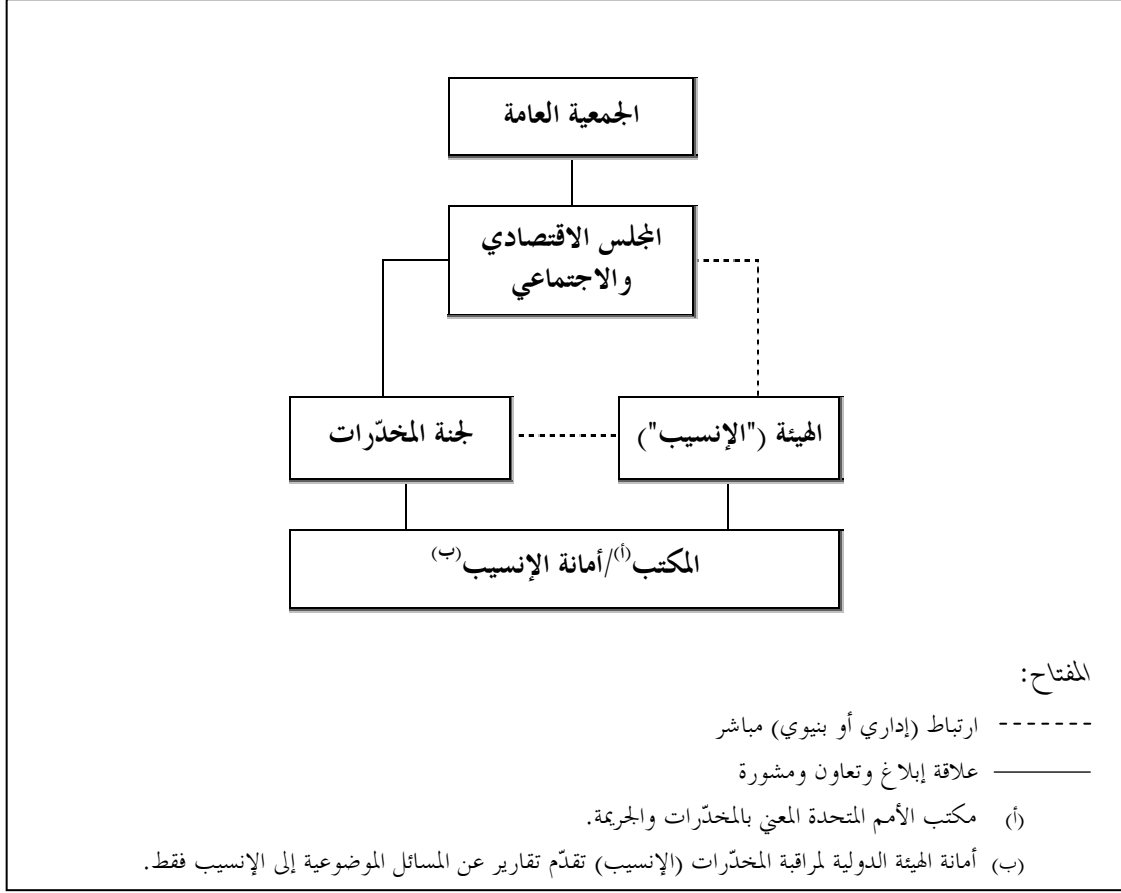 الجمعية العامة
المجلس الاقتصادي
والاجتماعي
الهيئة ("الإنسيب")
لجنة المخدّرات
المكتب(أ)/أمانة الإنسيب(ب)
المفتاح:
ارتباط (إداري أو بنيوي) مباشر
علاقة إبلاغ وتعاون ومشورة
(أ) مكتب الأمم المتحدة المعني بالمخدّرات والجريمة.
(ب) أمانة الهيئة الدولية لمراقبة المخدّرات (الإنسيب) تقدّم تقارير عن المسائل الموضوعية إلى الإنسيب فقط.